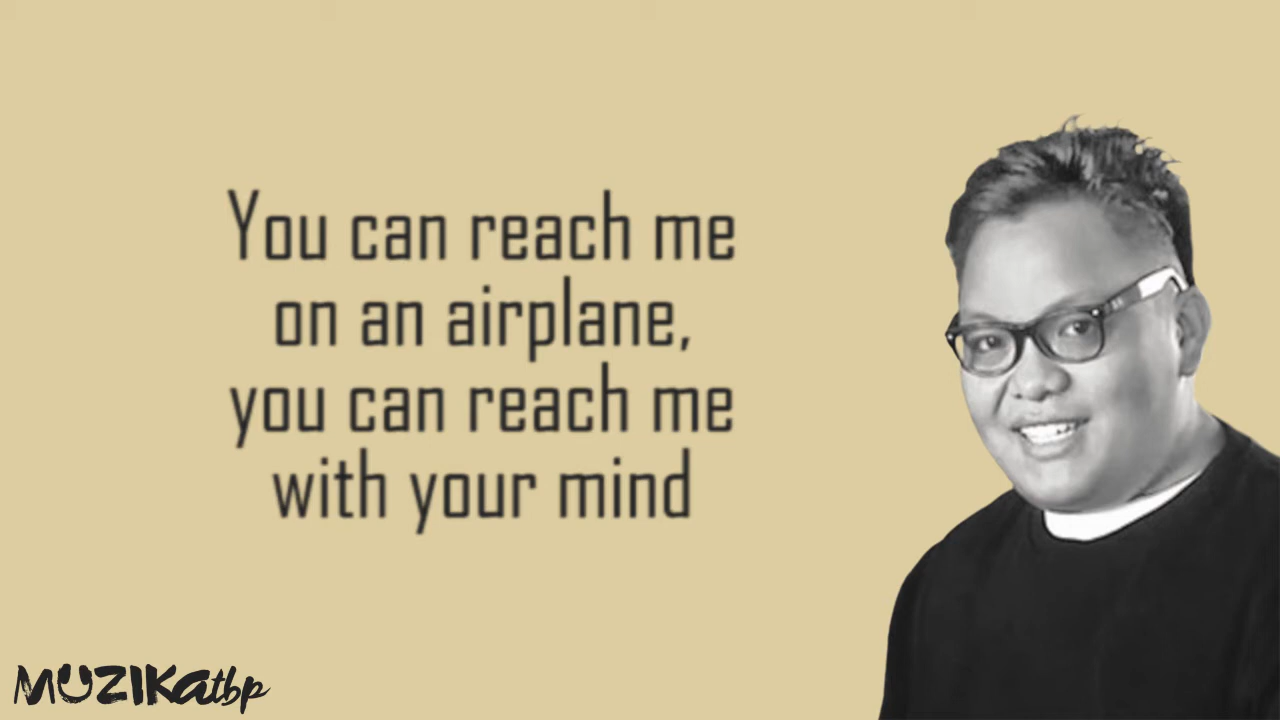 You can reach me
on an airplane,
you can reach me
with your mind
MUZIKAtbp